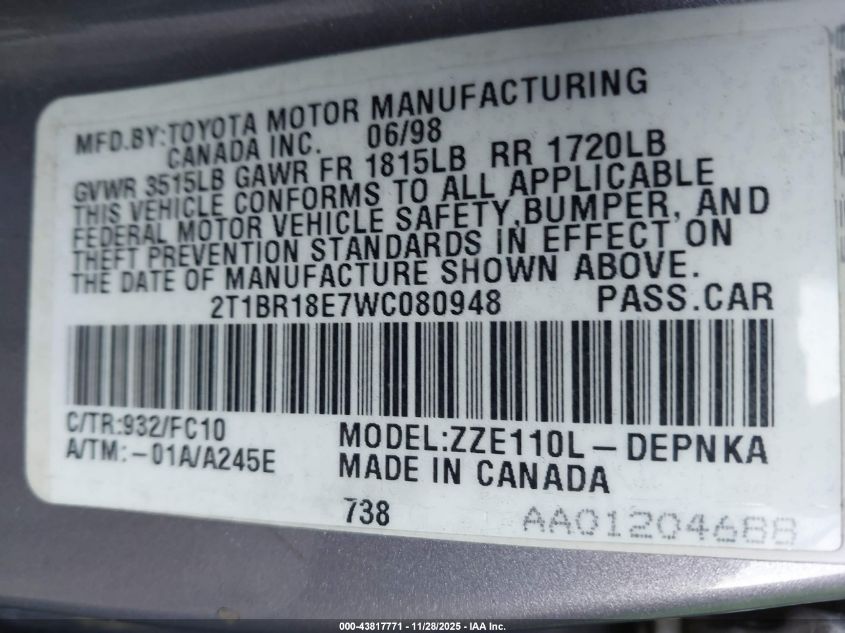 MFD.BY:TOYOTA MOTOR MANUFACTURING
CANADA INC. 06/98
GVWR 3515LB GAWR FR 1815LB RR 1720LB
THIS VEHICLE CONFORMS TO ALL APPLICABLE
FEDERAL MOTOR VEHICLE SAFETY,BUMPER, AND
THEFT PREVENTION STANDARDS IN EFFECT ON
THE DATE OF MANUFACTURE SHOWN ABOVE.
2T1BR18E7WC080948 PASS.CAR
C/TR:932/FC10
A/TM:-01A/A245E
MODEL:ZZE110L-DEPNKA
MADE IN CANADA
738
AA01204688
000-43817771 - 11/28/2025 - IAA Inc.